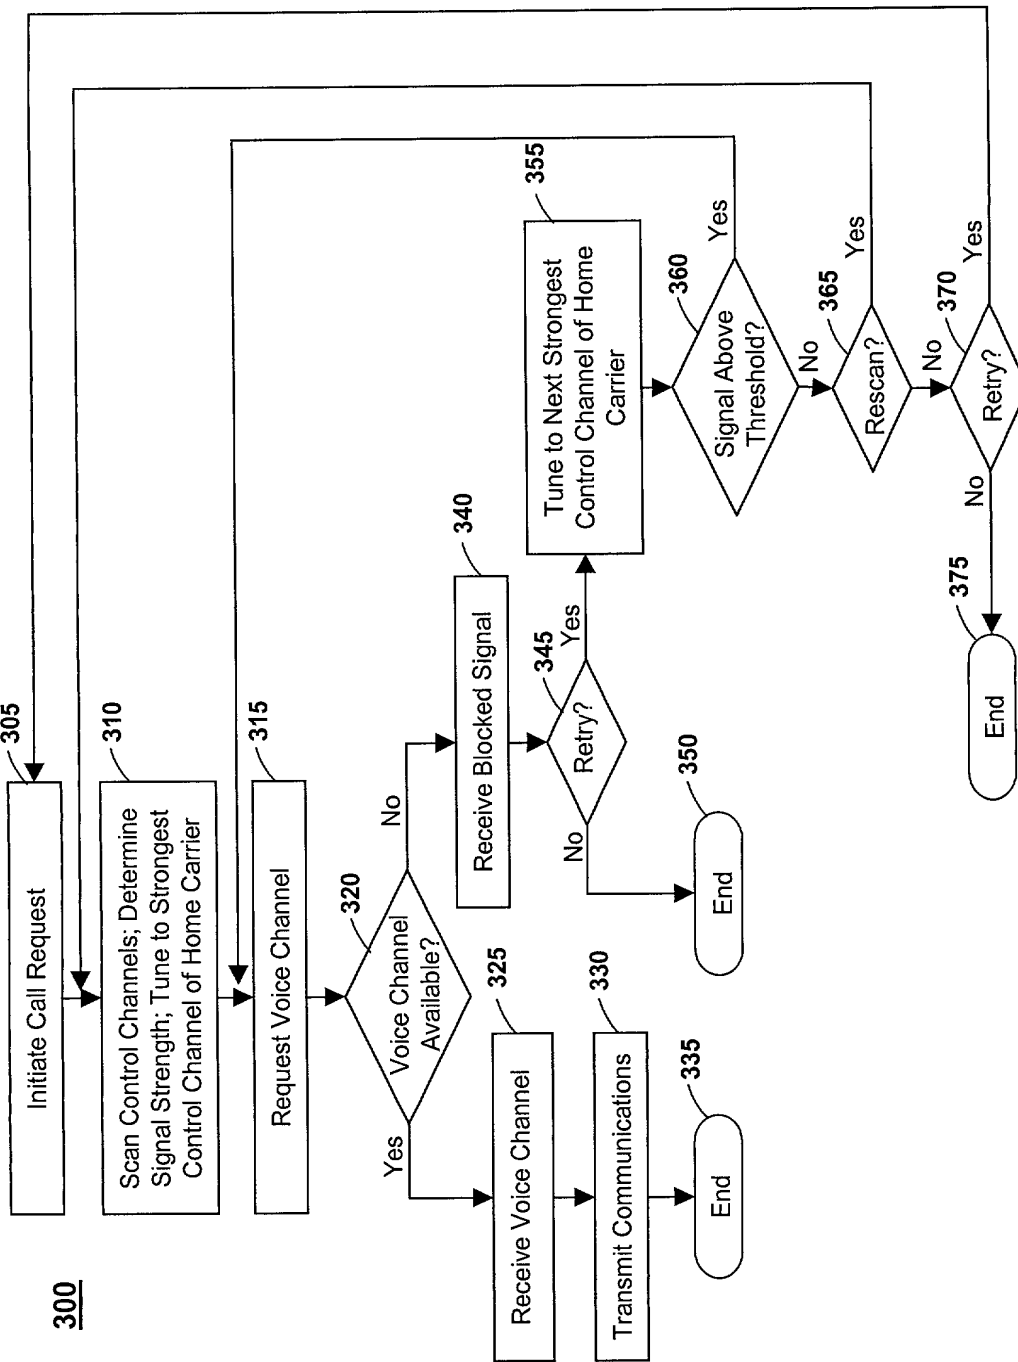 300
305
Initiate Call Request
310
Scan Control Channels; Determine
Signal Strength; Tune to Strongest
Control Channel of Home Carrier
315
Request Voice Channel
320
Voice Channel
Available?
Yes
No
325
Receive Voice Channel
330
Transmit Communications
335
End
340
Receive Blocked Signal
345
Retry?
No
Yes
350
End
355
Tune to Next Strongest
Control Channel of Home
Carrier
360
Signal Above
Threshold?
Yes
No
365
Rescan?
Yes
No
370
Retry?
Yes
No
375
End